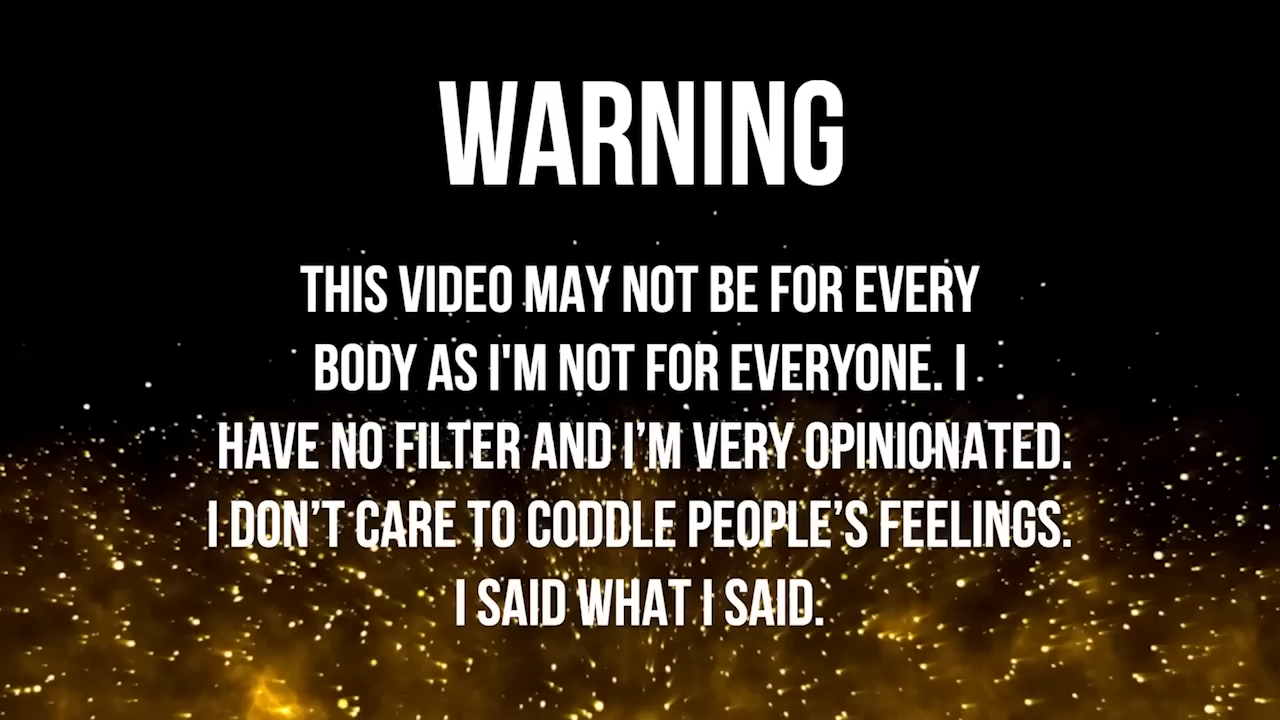 WARNING
THIS VIDEO MAY NOT BE FOR EVERY
BODY AS I'M NOT FOR EVERYONE. I
HAVE NO FILTER AND I’M VERY OPINIONATED.
I DON’T CARE TO CODDLE PEOPLE’S FEELINGS.
I SAID WHAT I SAID.